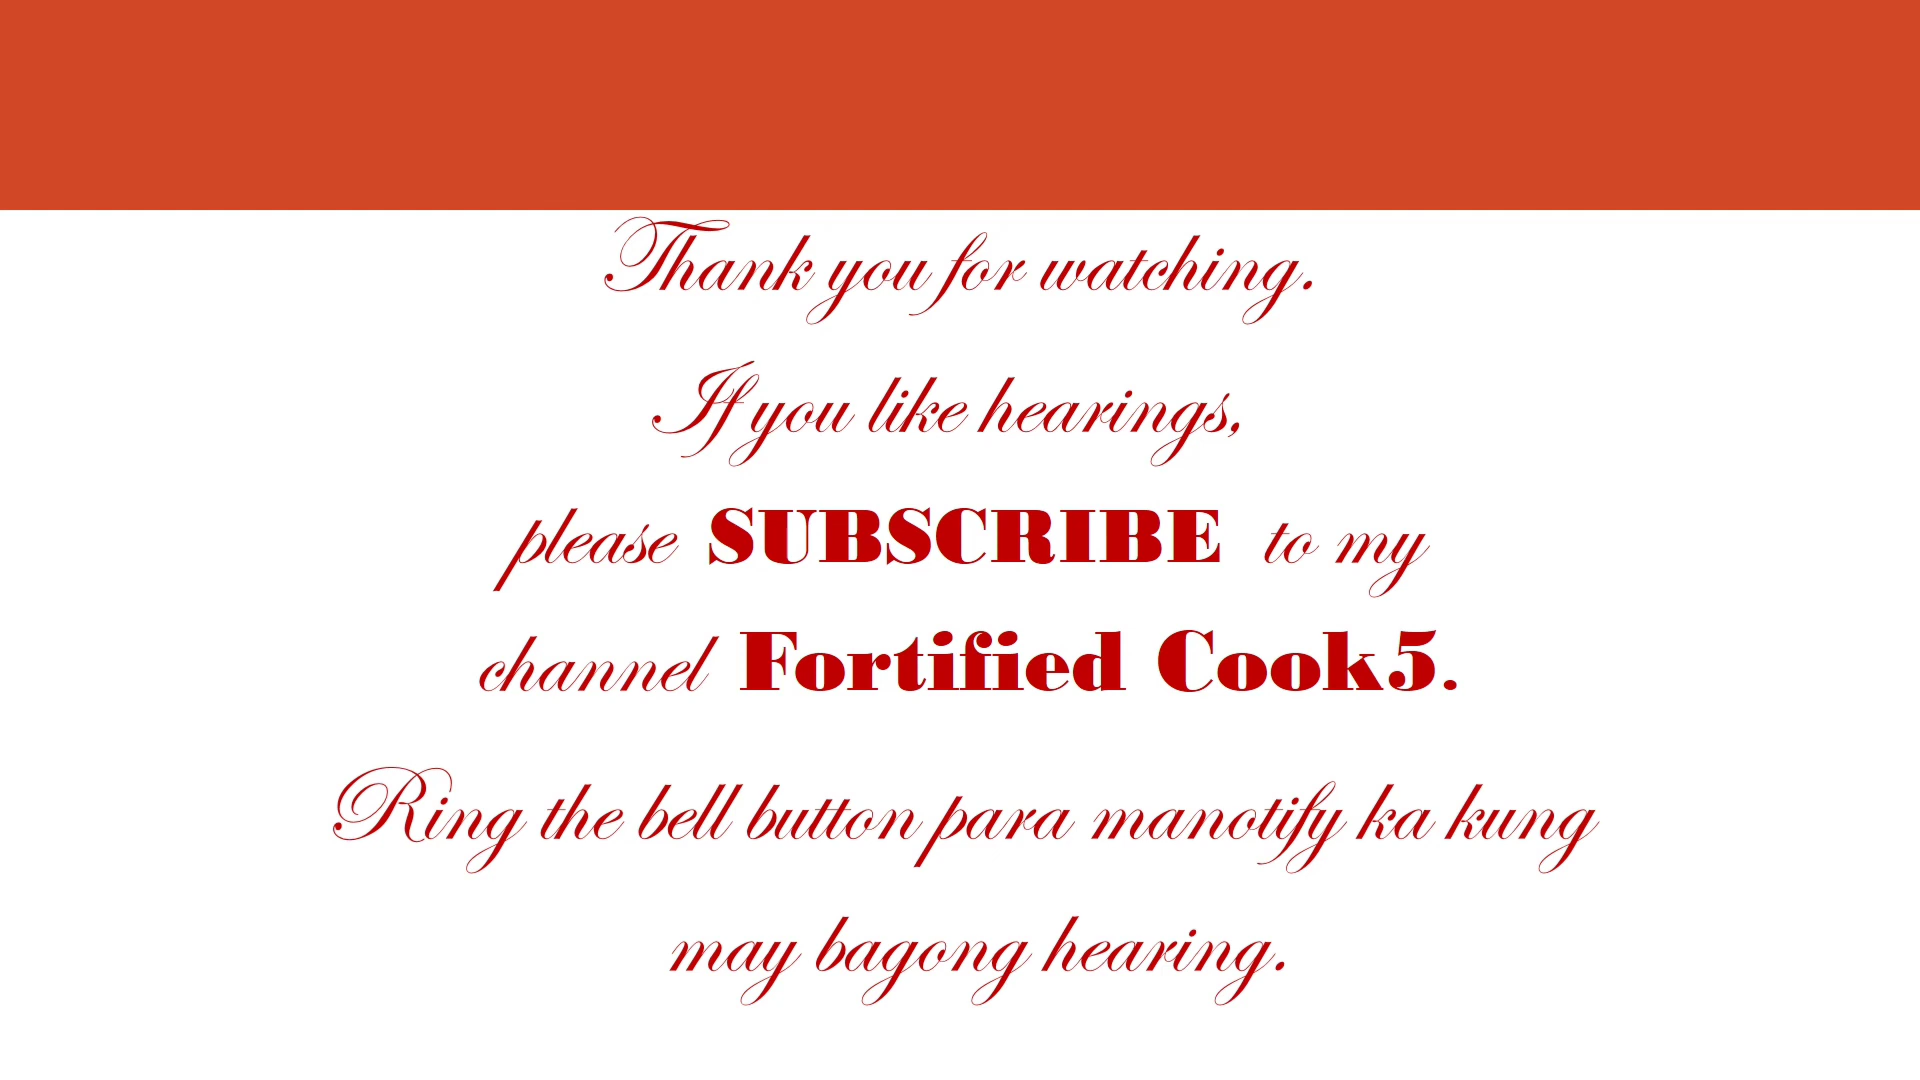 Thank you for watching.
If you like hearings,
please SUBSCRIBE to my
channel Fortified Cook5.
Ring the bell button para manotify ka kung
may bagong hearing.